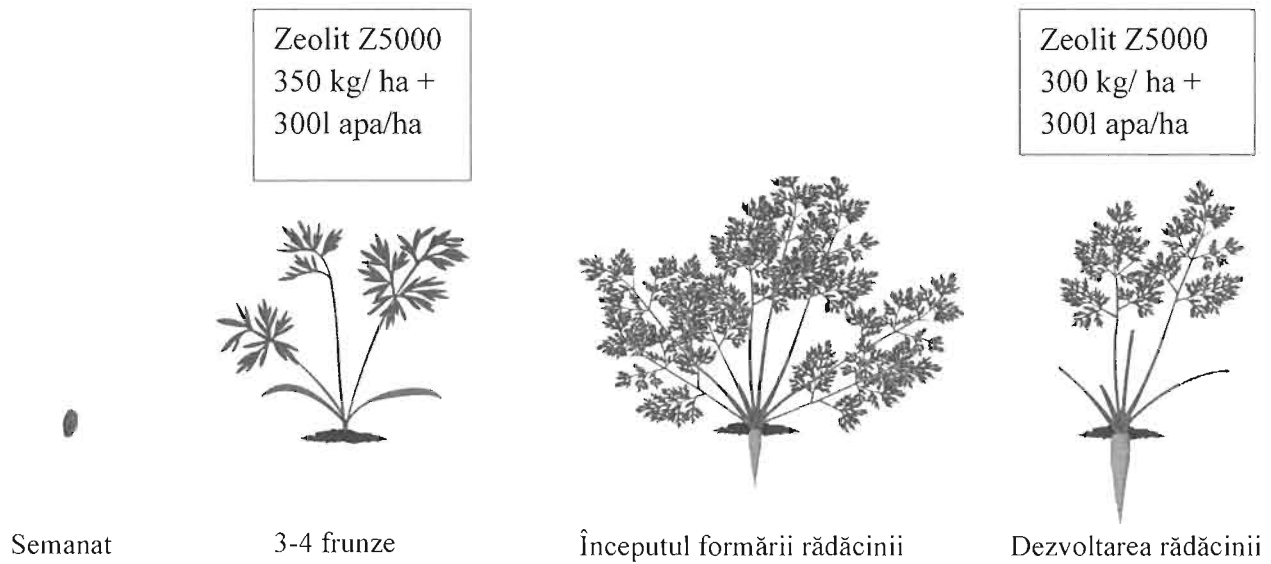 Zeolit Z5000
350 kg/ ha +
300l apa/ha
Zeolit Z5000
300 kg/ ha +
300l apa/ha
Semanat
3-4 frunze
Începutul formării rădăcinii
Dezvoltarea rădăcinii